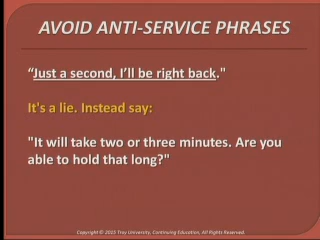 AVOID ANTI-SERVICE PHRASES
“Just a second, I’ll be right back."
It's a lie. Instead say:
"It will take two or three minutes. Are you
able to hold that long?"
Copyright © 2015 Troy University, Continuing Education, All Rights Reserved.